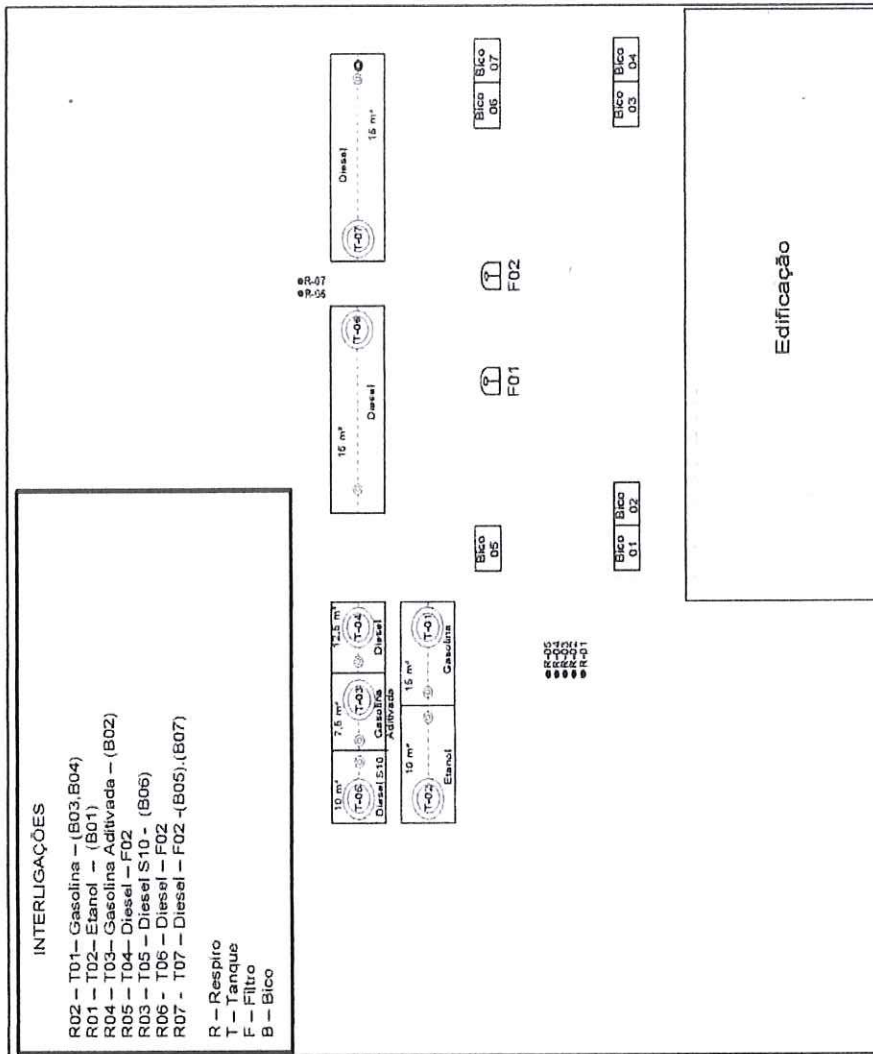 INTERLIGAÇÕES
R02 – T01– Gasolina – (B03,B04)
R01 – T02– Etanol – (B01)
R04 – T03– Gasolina Aditivada – (B02)
R05 – T04– Diesel – F02
R03 – T05 – Diesel S10 - (B06)
R06 - T06 – Diesel – F02
R07 - T07 – Diesel – F02 -(B05),(B07)
R – Respiro
T – Tanque
F – Filtro
B – Bico
10 m³
T-05
Diesel S10
7,5 m³
T-03
Gasolina
Aditivada
12,5 m³
T-04
Diesel
10 m³
T-02
Etanol
15 m³
T-01
Gasolina
15 m³
T-06
Diesel
R-07
R-06
Diesel
T-07
15 m³
Bico
05
F01
F02
Bico
06
Bico
07
Bico
01
Bico
02
Bico
03
Bico
04
R-05
R-04
R-03
R-02
R-01
Edificação